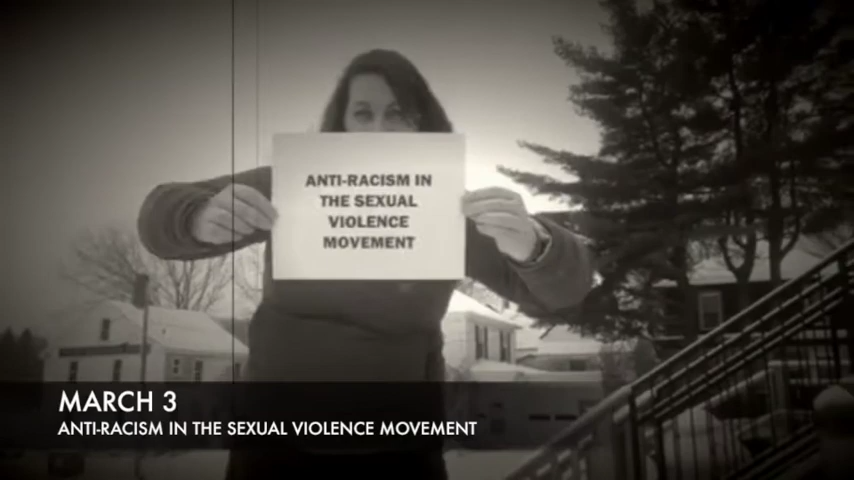 ANTI-RACISM IN
THE SEXUAL
VIOLENCE
MOVEMENT
MARCH 3
ANTI-RACISM IN THE SEXUAL VIOLENCE MOVEMENT